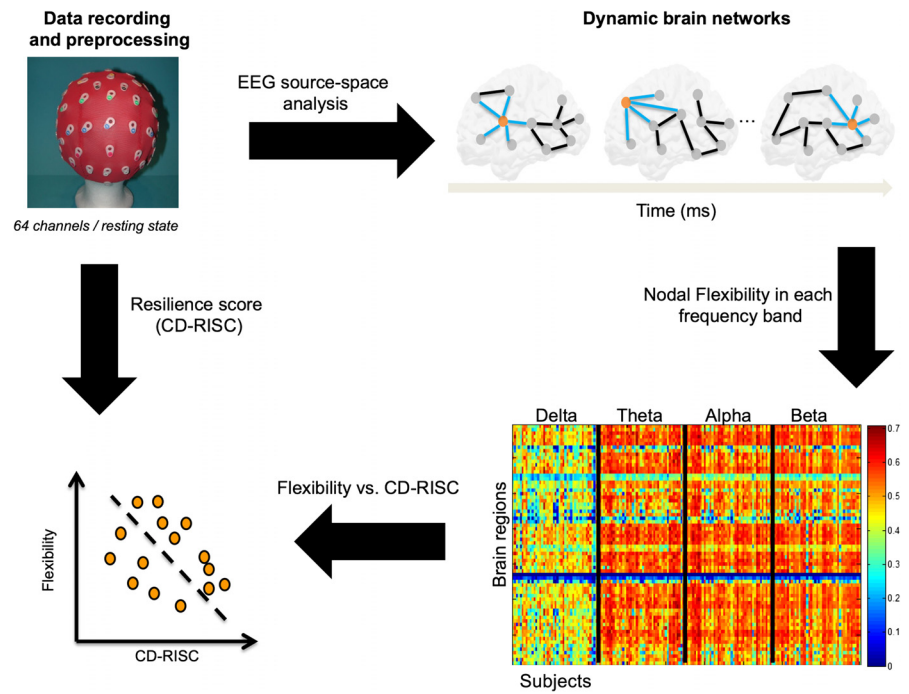 Data recording
and preprocessing
Dynamic brain networks
EEG source-space
analysis
...
Time (ms)
64 channels / resting state
Resilience score
(CD-RISC)
Nodal Flexibility in each
frequency band
Delta Theta Alpha Beta
0.7
0.6
0.5
0.4
0.3
0.2
0.1
0
Brain regions
Subjects
Flexibility vs. CD-RISC
Flexibility
CD-RISC